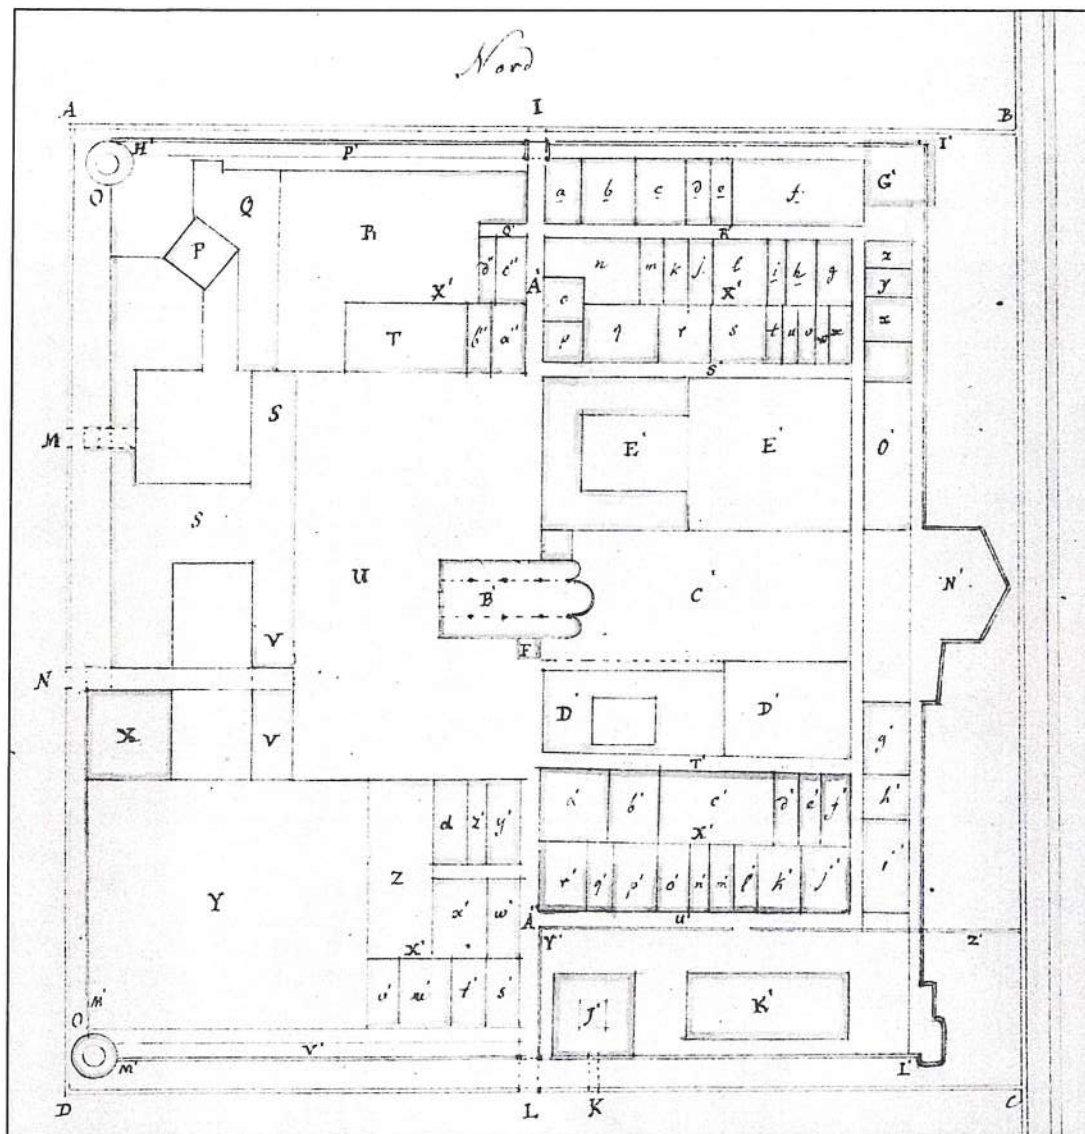 Nord
A I B
H' P' I'
O
a b c d e f G'
Q R Q' R'
P
n m k j l i h g z
d'' c'' A' y
X' X' x
o
T b'' a'' p q r s t u v x
S'
S E' E' O'
M
S
U B' C' N'
V F
N
D' D' g'
X V
T'
a' b' c' d' e' f' h'
d z' y' X'
Z
Y r' q' p' o' n' m' l' k' j' i'
x' w'
A' u
X' Y' Z'
v' u' t' s' J' K'
M'
O
V'
M' L'
D L K C